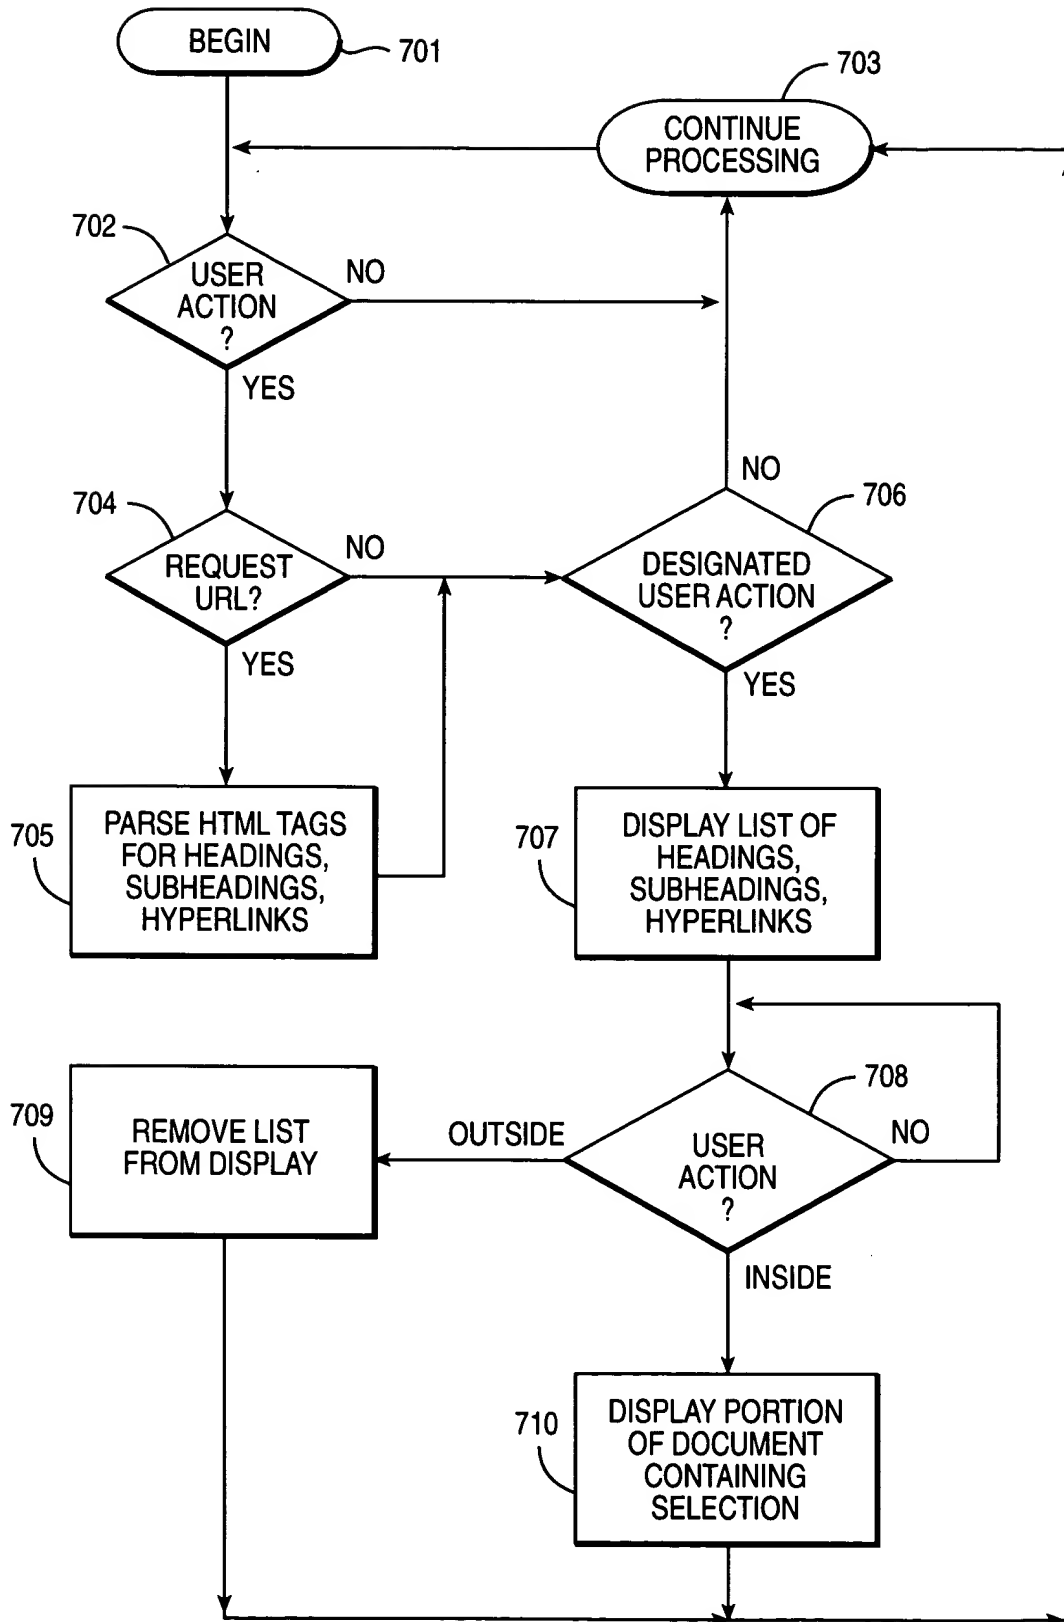 BEGIN
701
703
CONTINUE
PROCESSING
702
USER
ACTION
?
NO
YES
704
REQUEST
URL?
NO
YES
NO
706
DESIGNATED
USER ACTION
?
YES
705
PARSE HTML TAGS
FOR HEADINGS,
SUBHEADINGS,
HYPERLINKS
707
DISPLAY LIST OF
HEADINGS,
SUBHEADINGS,
HYPERLINKS
708
USER
ACTION
?
NO
OUTSIDE
INSIDE
709
REMOVE LIST
FROM DISPLAY
710
DISPLAY PORTION
OF DOCUMENT
CONTAINING
SELECTION